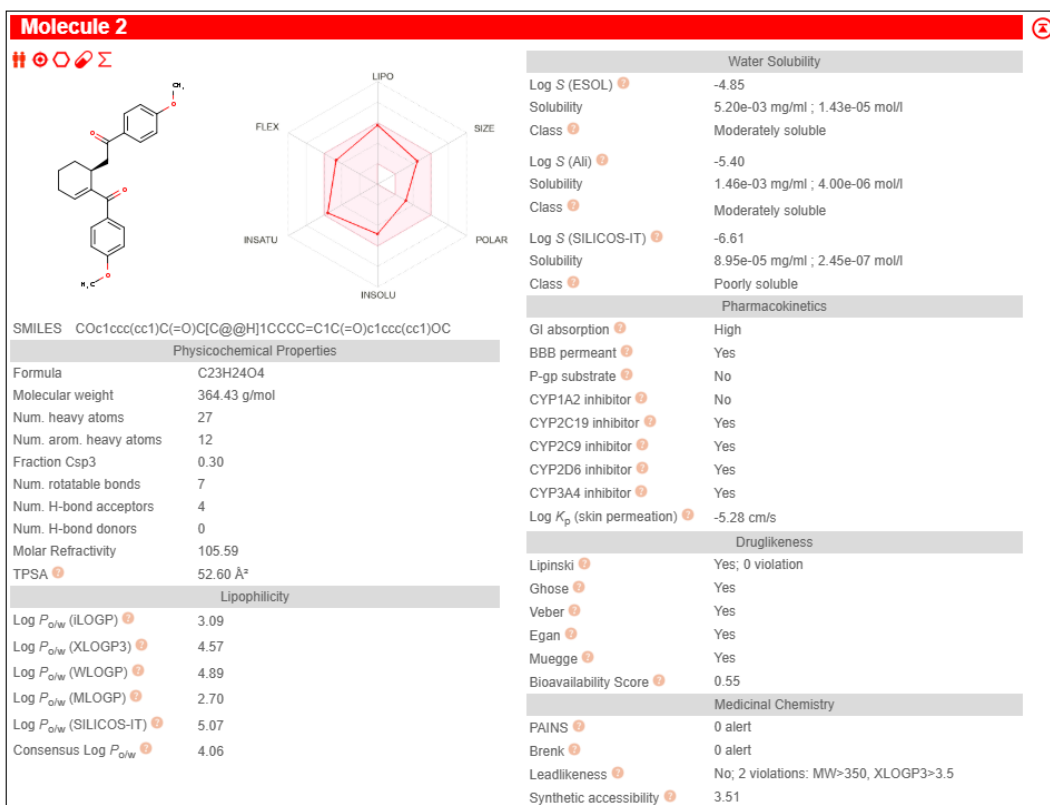 Molecule 2
CH₃
O
O
O
O
H₃C
LIPO
SIZE
POLAR
INSOLU
INSATU
FLEX
SMILES COc1ccc(cc1)C(=O)C[C@@H]1CCCC=C1C(=O)c1ccc(cc1)OC
Physicochemical Properties
Formula C23H24O4
Molecular weight 364.43 g/mol
Num. heavy atoms 27
Num. arom. heavy atoms 12
Fraction Csp3 0.30
Num. rotatable bonds 7
Num. H-bond acceptors 4
Num. H-bond donors 0
Molar Refractivity 105.59
TPSA ? 52.60 Å²
Lipophilicity
Log Po/w (iLOGP) ? 3.09
Log Po/w (XLOGP3) ? 4.57
Log Po/w (WLOGP) ? 4.89
Log Po/w (MLOGP) ? 2.70
Log Po/w (SILICOS-IT) ? 5.07
Consensus Log Po/w ? 4.06
Water Solubility
Log S (ESOL) ? -4.85
Solubility 5.20e-03 mg/ml ; 1.43e-05 mol/l
Class ? Moderately soluble
Log S (Ali) ? -5.40
Solubility 1.46e-03 mg/ml ; 4.00e-06 mol/l
Class ? Moderately soluble
Log S (SILICOS-IT) ? -6.61
Solubility 8.95e-05 mg/ml ; 2.45e-07 mol/l
Class ? Poorly soluble
Pharmacokinetics
GI absorption ? High
BBB permeant ? Yes
P-gp substrate ? No
CYP1A2 inhibitor ? No
CYP2C19 inhibitor ? Yes
CYP2C9 inhibitor ? Yes
CYP2D6 inhibitor ? Yes
CYP3A4 inhibitor ? Yes
Log Kp (skin permeation) ? -5.28 cm/s
Druglikeness
Lipinski ? Yes; 0 violation
Ghose ? Yes
Veber ? Yes
Egan ? Yes
Muegge ? Yes
Bioavailability Score ? 0.55
Medicinal Chemistry
PAINS ? 0 alert
Brenk ? 0 alert
Leadlikeness ? No; 2 violations: MW>350, XLOGP3>3.5
Synthetic accessibility ? 3.51